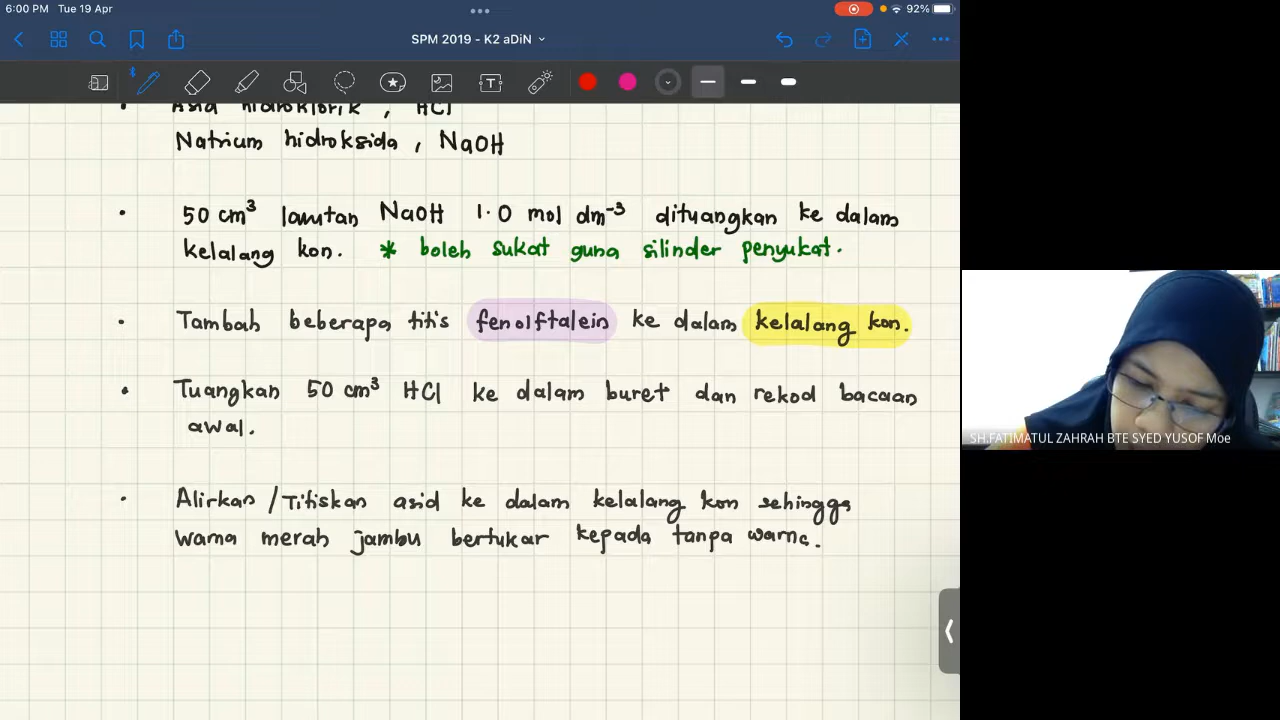 6:00 PM Tue 19 Apr
92%
SPM 2019 - K2 aDiN
Asid hidroklorik , HCl
Natrium hidroksida , NaOH
• 50 cm³ larutan NaOH 1.0 mol dm⁻³ dituangkan ke dalam
kelalang kon. * boleh sukat guna silinder penyukat.
• Tambah beberapa titis fenolftalein ke dalam kelalang kon.
• Tuangkan 50 cm³ HCl ke dalam buret dan rekod bacaan
awal.
• Alirkan / Titiskan asid ke dalam kelalang kon sehingga
warna merah jambu bertukar kepada tanpa warna.
SH.FATIMATUL ZAHRAH BTE SYED YUSOF Moe